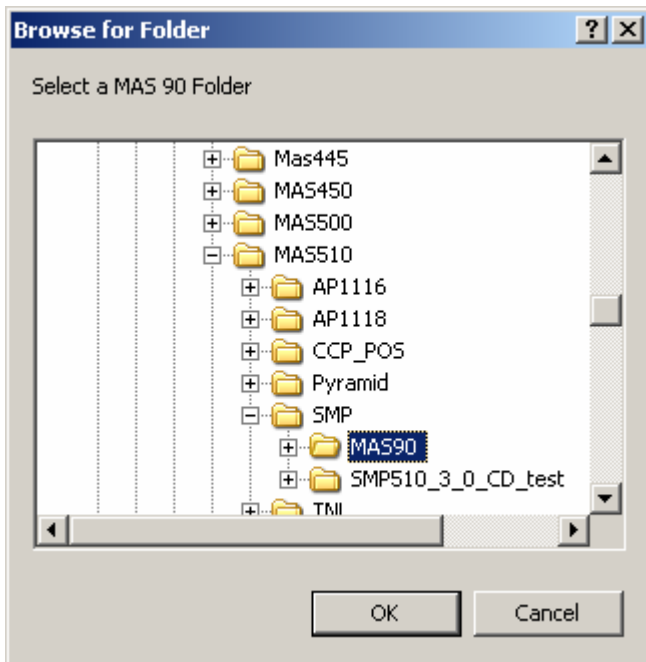 Browse for Folder
Select a MAS 90 Folder
Mas445
MAS450
MAS500
MAS510
AP1116
AP1118
CCP_POS
Pyramid
SMP
MAS90
SMP510_3_0_CD_test
OK Cancel